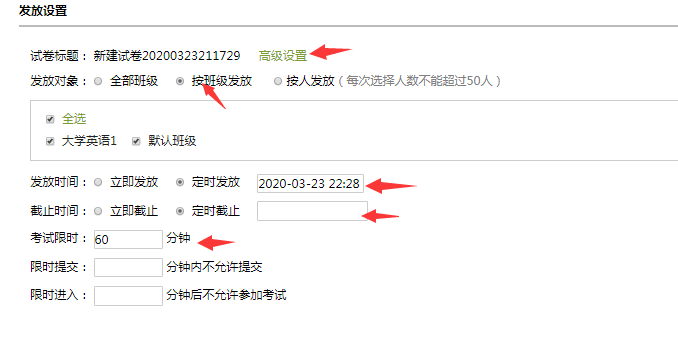 发放设置
试卷标题： 新建试卷20200323211729 高级设置
发放对象： 全部班级 按班级发放 按人发放（每次选择人数不能超过50人）
全选
大学英语1 默认班级
发放时间： 立即发放 定时发放 2020-03-23 22:28
截止时间： 立即截止 定时截止
考试限时： 60 分钟
限时提交： 分钟内不允许提交
限时进入： 分钟后不允许参加考试